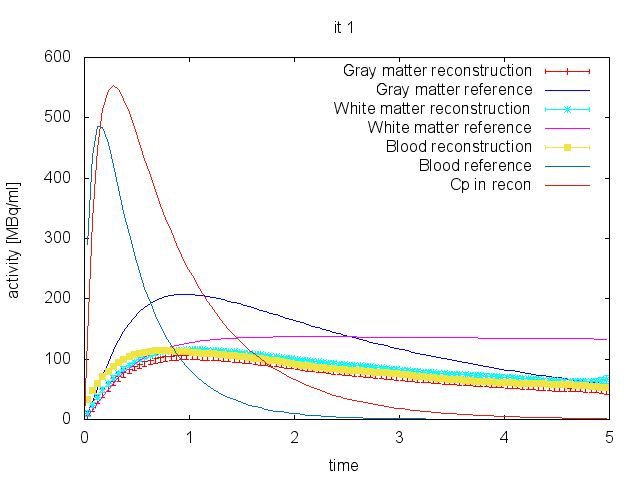 it 1
600
500
400
300
200
100
0
activity [MBq/ml]
Gray matter reconstruction
Gray matter reference
White matter reconstruction
White matter reference
Blood reconstruction
Blood reference
Cp in recon
0 1 2 3 4 5
time